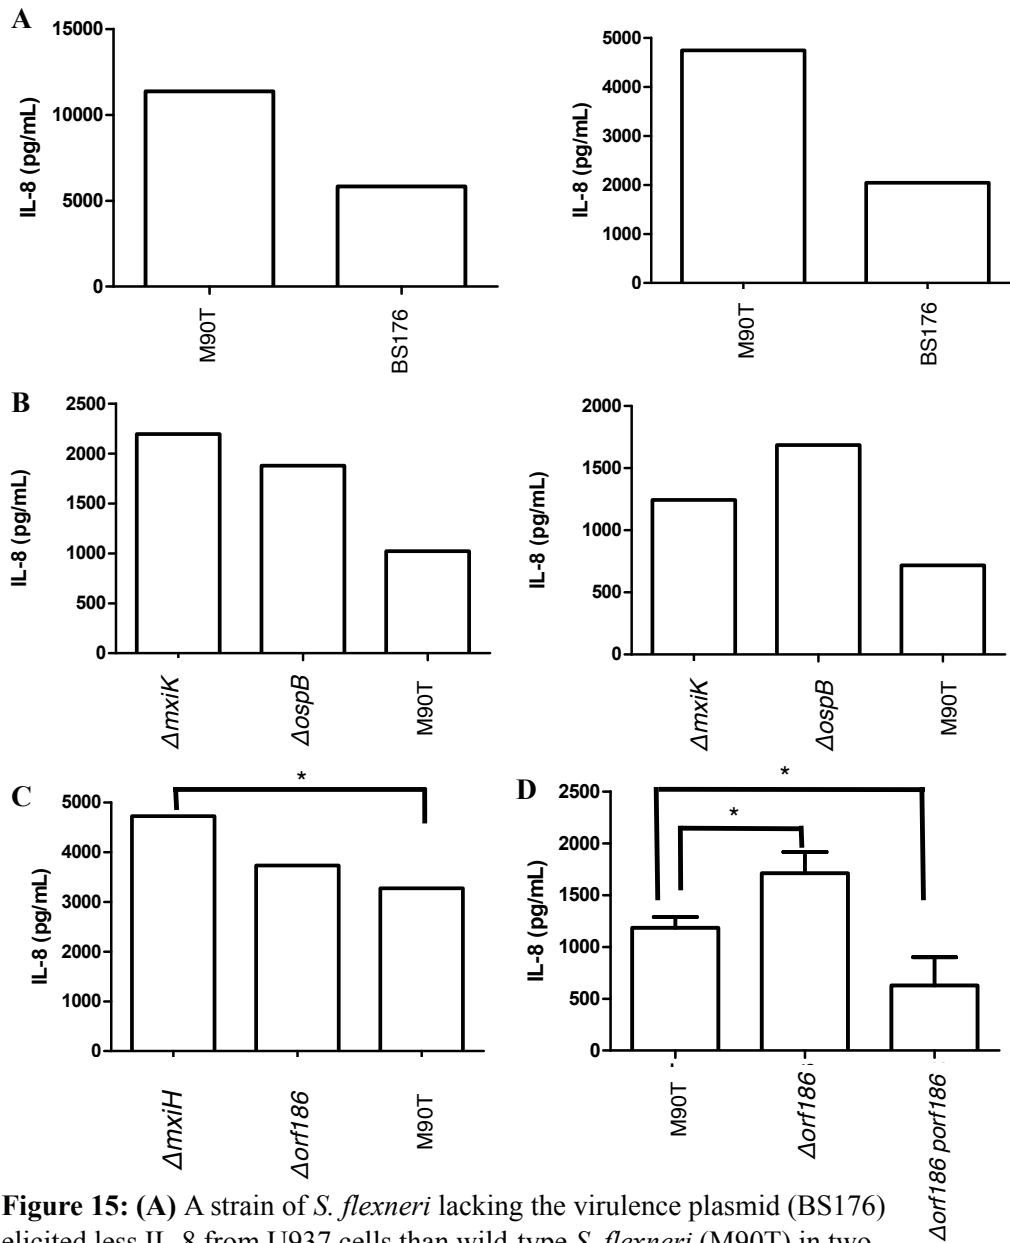 A
15000
10000
5000
0
IL-8 (pg/mL)
M90T
BS176
5000
4000
3000
2000
1000
0
IL-8 (pg/mL)
M90T
BS176
B
2500
2000
1500
1000
500
0
IL-8 (pg/mL)
ΔmxiK
ΔospB
M90T
2000
1500
1000
500
0
IL-8 (pg/mL)
ΔmxiK
ΔospB
M90T
C
*
5000
4000
3000
2000
1000
0
IL-8 (pg/mL)
ΔmxiH
Δorf186
M90T
D
*
*
2500
2000
1500
1000
500
0
IL-8 (pg/mL)
M90T
Δorf186
Δorf186 porf186
Figure 15: (A) A strain of S. flexneri lacking the virulence plasmid (BS176)
elicited less IL-8 from U937 cells than wild-type S. flexneri (M90T) in two